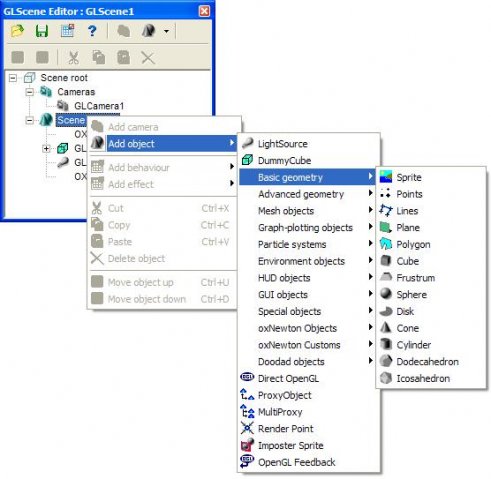 GLScene Editor : GLScene1
Scene root
Cameras
GLCamera1
Scene
OX
GL
GL
OX
Add camera
Add object
Add behaviour
Add effect
Cut Ctrl+X
Copy Ctrl+C
Paste Ctrl+V
Delete object
Move object up Ctrl+U
Move object down Ctrl+D
LightSource
DummyCube
Basic geometry
Advanced geometry
Mesh objects
Graph-plotting objects
Particle systems
Environment objects
HUD objects
GUI objects
Special objects
oxNewton Objects
oxNewton Customs
Doodad objects
Direct OpenGL
ProxyObject
MultiProxy
Render Point
Imposter Sprite
OpenGL Feedback
Sprite
Points
Lines
Plane
Polygon
Cube
Frustrum
Sphere
Disk
Cone
Cylinder
Dodecahedron
Icosahedron